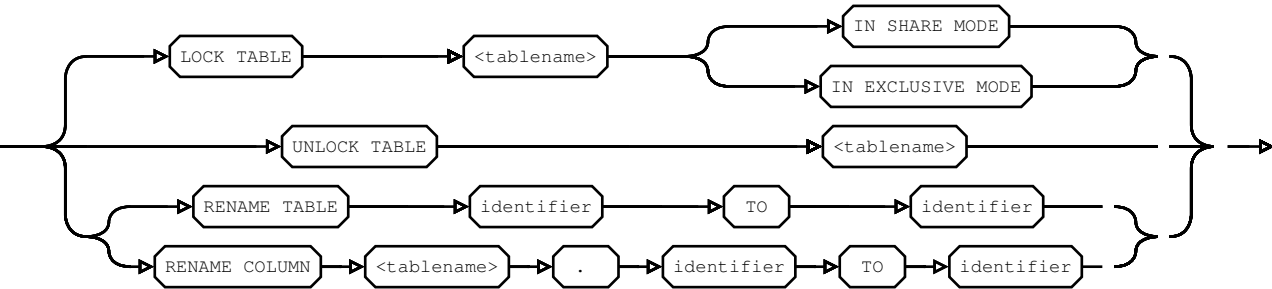 IN SHARE MODE
LOCK TABLE <tablename>
IN EXCLUSIVE MODE
UNLOCK TABLE <tablename>
RENAME TABLE identifier TO identifier
RENAME COLUMN <tablename> . identifier TO identifier